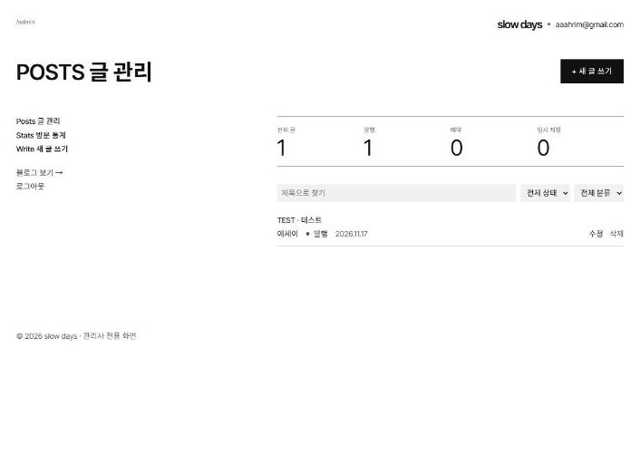 slow days • aaahrim@gmail.com
POSTS 글 관리
+ 새 글 쓰기
Posts 글 관리
Stats 방문 통계
Write 새 글 쓰기
블로그 보기 →
로그아웃
발행
예약
임시 저장
1
1
0
0
제목으로 찾기
전체 상태
전체 분류
TEST · 테스트
에세이 • 발행 2026.11.17
수정 삭제
© 2026 slow days · 관리자 전용 화면